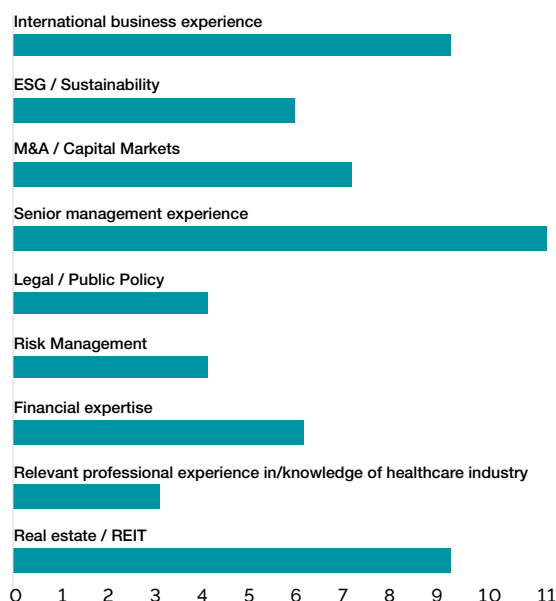 International business experience
ESG / Sustainability
M&A / Capital Markets
Senior management experience
Legal / Public Policy
Risk Management
Financial expertise
Relevant professional experience in/knowledge of healthcare industry
Real estate / REIT
0 1 2 3 4 5 6 7 8 9 10 11